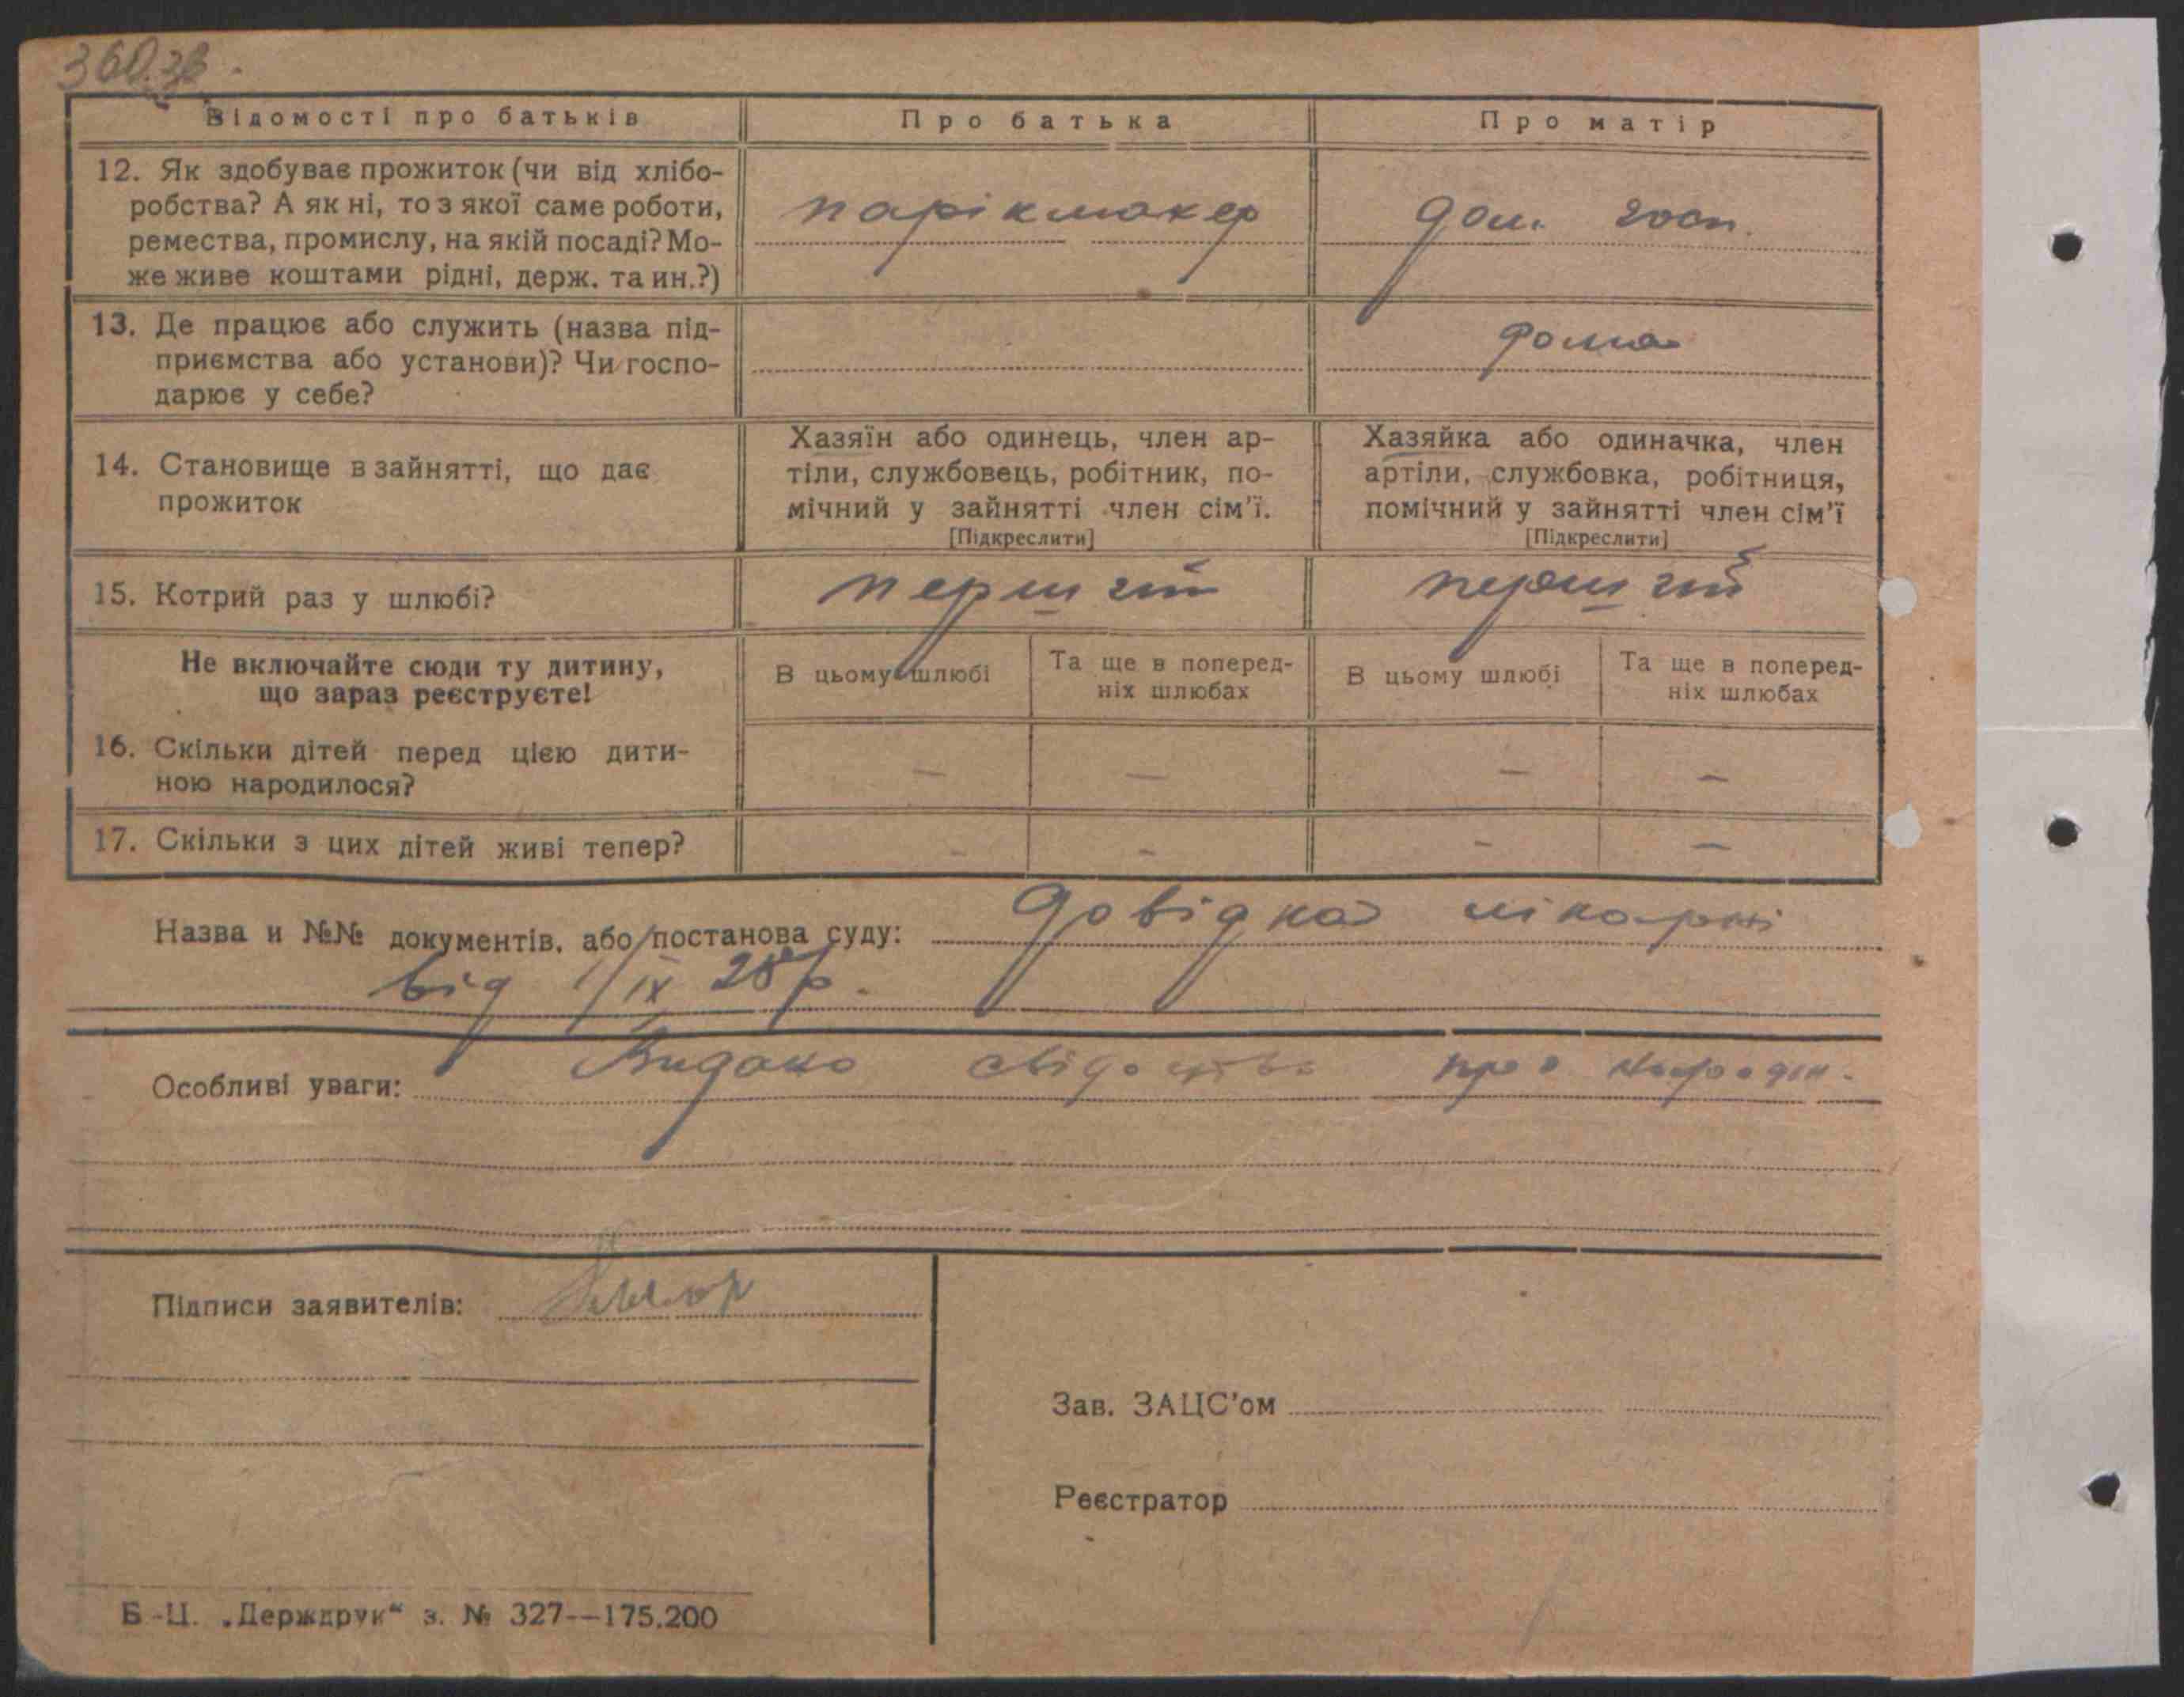 360 зв
Відомості про батьків
Про батька
Про матір
12. Як здобуває прожиток (чи від хлібо-
робства? А як ні, то з якої саме роботи,
ремества, промислу, на якій посаді? Мо-
же живе коштами рідні, держ. та ин.?)
парікмахер
дом. госп.
13. Де працює або служить (назва під-
приємства або установи)? Чи госпо-
дарює у себе?
дома
14. Становище в зайнятті, що дає
прожиток
Хазяїн або одинець, член ар-
тіли, службовець, робітник, по-
мічний у зайнятті член сім'ї.
[Підкреслити]
Хазяйка або одиначка, член
артіли, службовка, робітниця,
помічний у зайнятті член сім'ї
[Підкреслити]
15. Котрий раз у шлюбі?
перший
перший
Не включайте сюди ту дитину,
що зараз реєструєте!
В цьому шлюбі
Та ще в поперед-
ніх шлюбах
В цьому шлюбі
Та ще в поперед-
ніх шлюбах
16. Скільки дітей перед цією дити-
ною народилося?
— — — —
17. Скільки з цих дітей живі тепер?
— — — —
Назва и №№ документів, або постанова суду: довідка лікарні
від 1/IX 28 р.
Особливі уваги: Видано свідоцтво про народж.
Підписи заявителів:
Зав. ЗАЦС'ом
Реєстратор
Б.-Ц. „Держдрук“ з. № 327--175.200